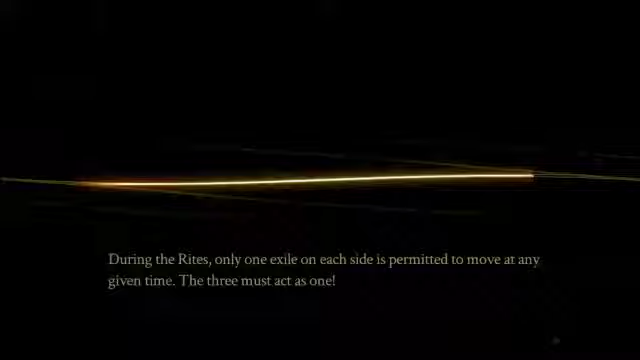 During the Rites, only one exile on each side is permitted to move at any
given time. The three must act as one!